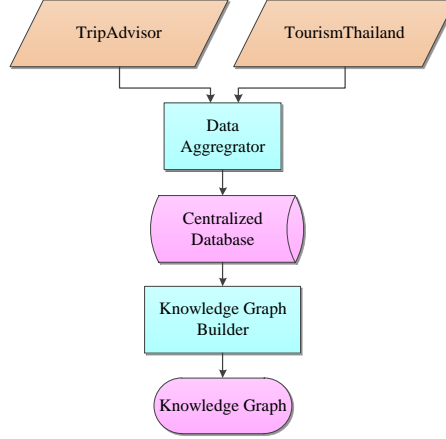 TripAdvisor
TourismThailand
Data
Aggregrator
Centralized
Database
Knowledge Graph
Builder
Knowledge Graph